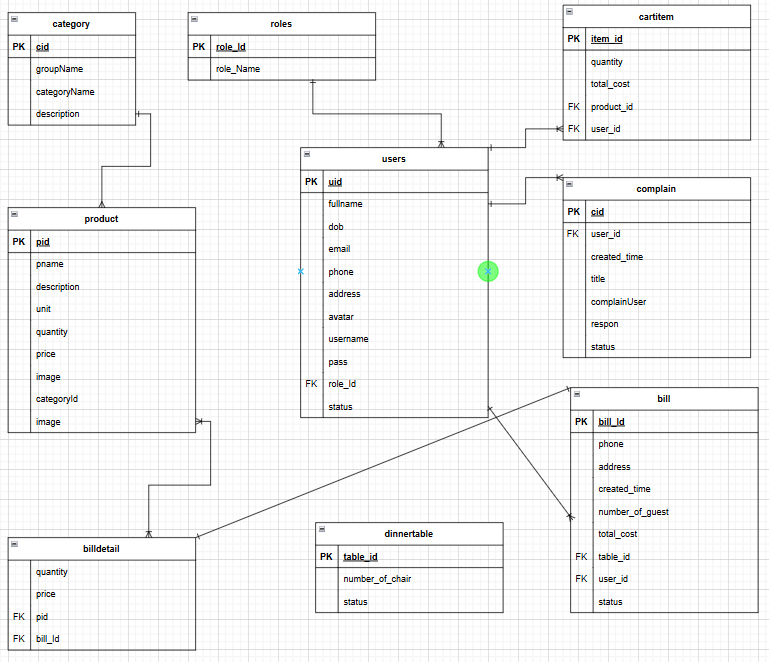 category
PK cid
groupName
categoryName
description
roles
PK role_Id
role_Name
cartitem
PK item_id
quantity
total_cost
FK product_id
FK user_id
users
PK uid
fullname
dob
email
phone
address
avatar
username
pass
FK role_Id
status
complain
PK cid
FK user_id
created_time
title
complainUser
respon
status
product
PK pid
pname
description
unit
quantity
price
image
categoryId
image
bill
PK bill_Id
phone
address
created_time
number_of_guest
total_cost
FK table_id
FK user_id
status
billdetail
quantity
price
FK pid
FK bill_Id
dinnertable
PK table_id
number_of_chair
status